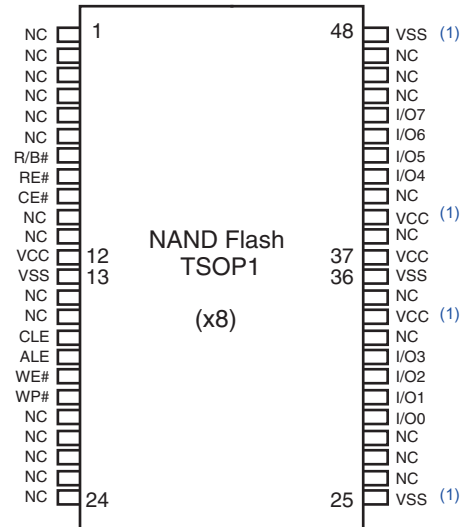 NC 1 48 VSS (1)
NC NC
NC NC
NC NC
NC I/O7
NC I/O6
R/B# I/O5
RE# I/O4
CE# NC
NC VCC (1)
NC NC
VCC 12 37 VCC
VSS 13 36 VSS
NC NC
NC VCC (1)
CLE NC
ALE I/O3
WE# I/O2
WP# I/O1
NC I/O0
NC NC
NC NC
NC NC
NC 24 25 VSS (1)
NAND Flash
TSOP1
(x8)